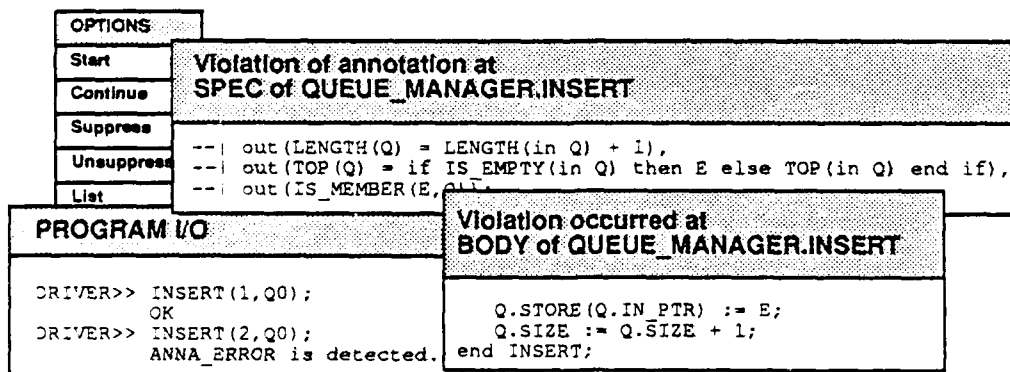 OPTIONS
Start
Continue
Suppress
Unsuppress
List
Violation of annotation at
SPEC of QUEUE_MANAGER.INSERT
--| out(LENGTH(Q) = LENGTH(in Q) + 1),
--| out(TOP(Q) = if IS_EMPTY(in Q) then E else TOP(in Q) end if),
--| out(IS_MEMBER(E,Q));
PROGRAM I/O
DRIVER>> INSERT(1,Q0);
OK
DRIVER>> INSERT(2,Q0);
ANNA_ERROR is detected.
Violation occurred at
BODY of QUEUE_MANAGER.INSERT
Q.STORE(Q.IN_PTR) := E;
Q.SIZE := Q.SIZE + 1;
end INSERT;